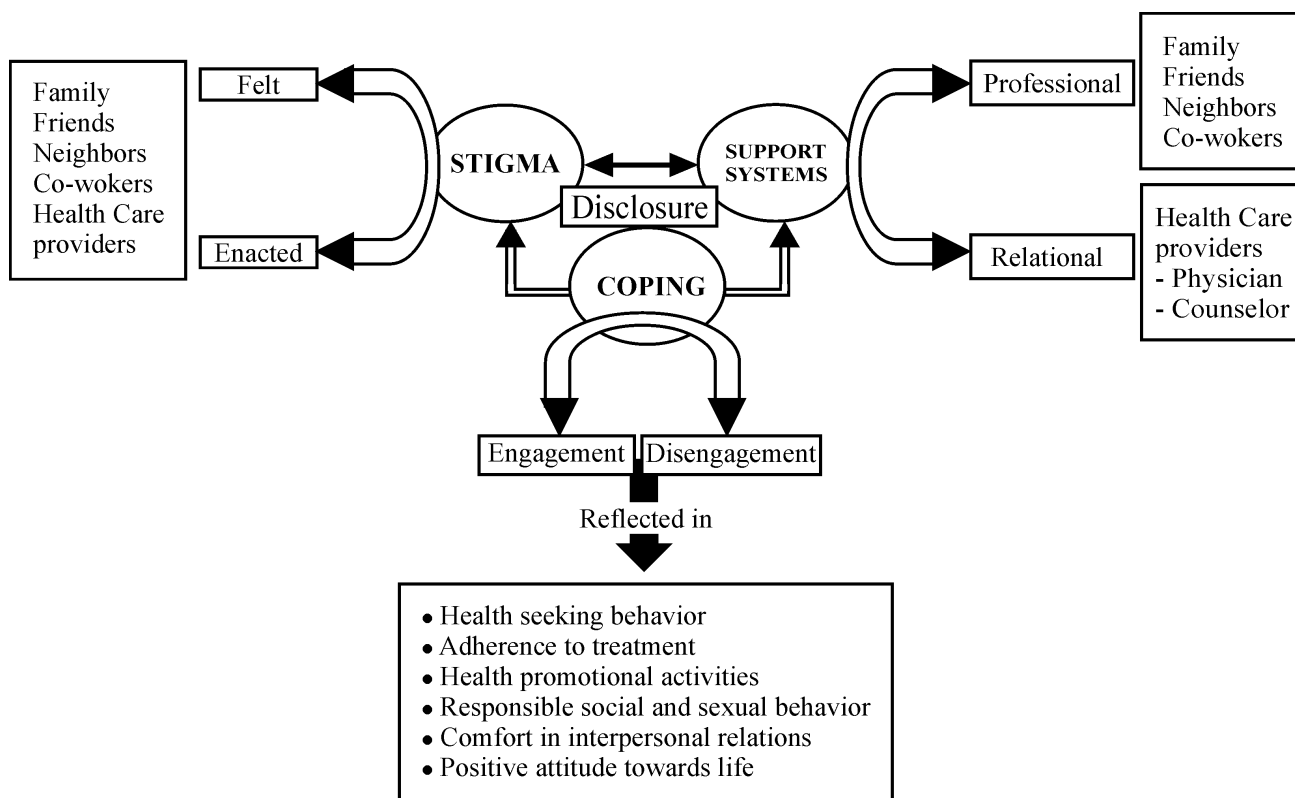 Family
Friends
Neighbors
Co-wokers
Health Care
providers
Felt
Enacted
STIGMA
Disclosure
SUPPORT
SYSTEMS
COPING
Professional
Relational
Family
Friends
Neighbors
Co-wokers
Health Care
providers
- Physician
- Counselor
Engagement
Disengagement
Reflected in
• Health seeking behavior
• Adherence to treatment
• Health promotional activities
• Responsible social and sexual behavior
• Comfort in interpersonal relations
• Positive attitude towards life